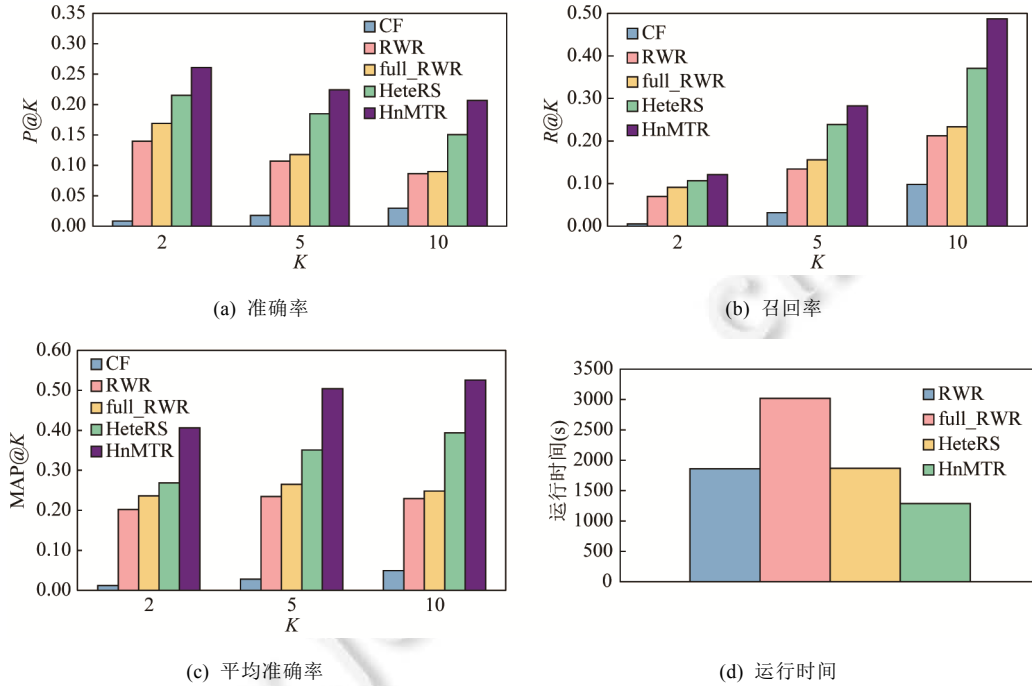 0.35
0.30
0.25
0.20
0.15
0.10
0.05
0.00
P@K
2
5
10
K
CF
RWR
full_RWR
HeteRS
HnMTR
(a) 准确率
0.50
0.40
0.30
0.20
0.10
0.00
R@K
2
5
10
K
CF
RWR
full_RWR
HeteRS
HnMTR
(b) 召回率
0.60
0.50
0.40
0.30
0.20
0.10
0.00
MAP@K
2
5
10
K
CF
RWR
full_RWR
HeteRS
HnMTR
(c) 平均准确率
3500
3000
2500
2000
1500
1000
500
0
运行时间(s)
RWR
full_RWR
HeteRS
HnMTR
(d) 运行时间